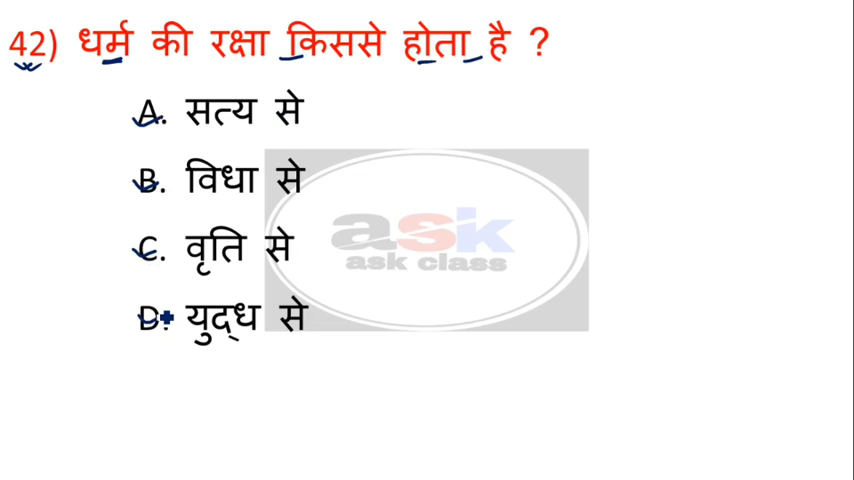 42) धर्म की रक्षा किससे होता है ?
A. सत्य से
B. विधा से
C. वृति से
D. युद्ध से
ask
ask class